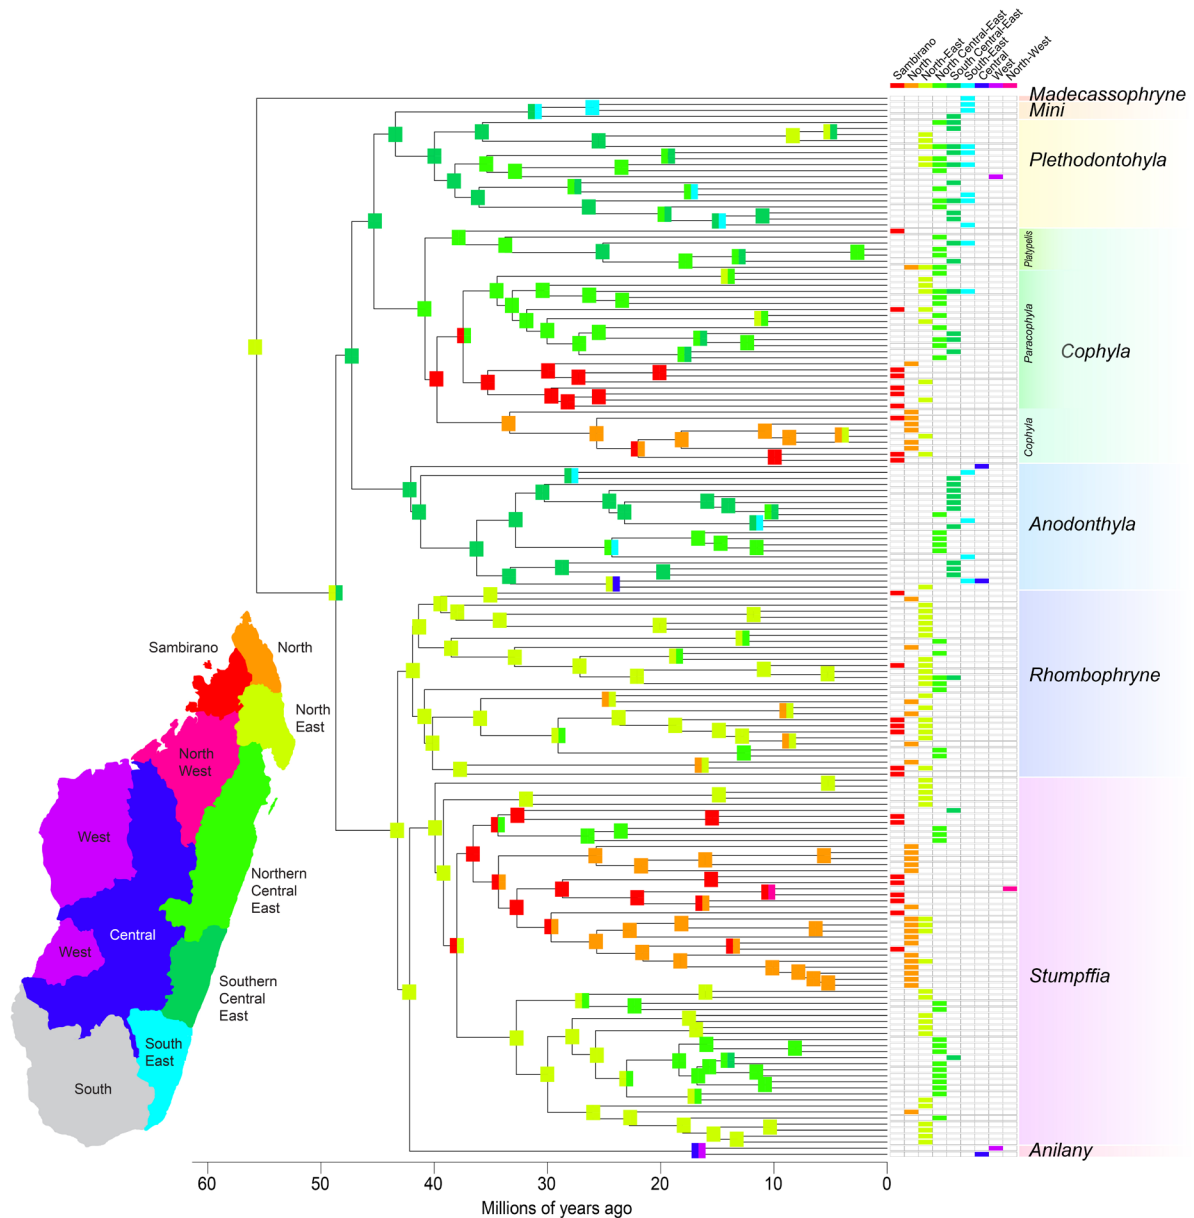 Sambirano
North
North-East
North Central-East
South Central-East
South-East
Central
West
North-West
Madecassophryne
Mini
Plethodontohyla
Platypelis
Paracophyla
Cophyla
Cophyla
Anodonthyla
Rhombophryne
Stumpffia
Anilany
Sambirano
North
North
East
North
West
West
Northern
Central
East
Central
West
Southern
Central
East
South
East
South
60
50
40
30
20
10
0
Millions of years ago